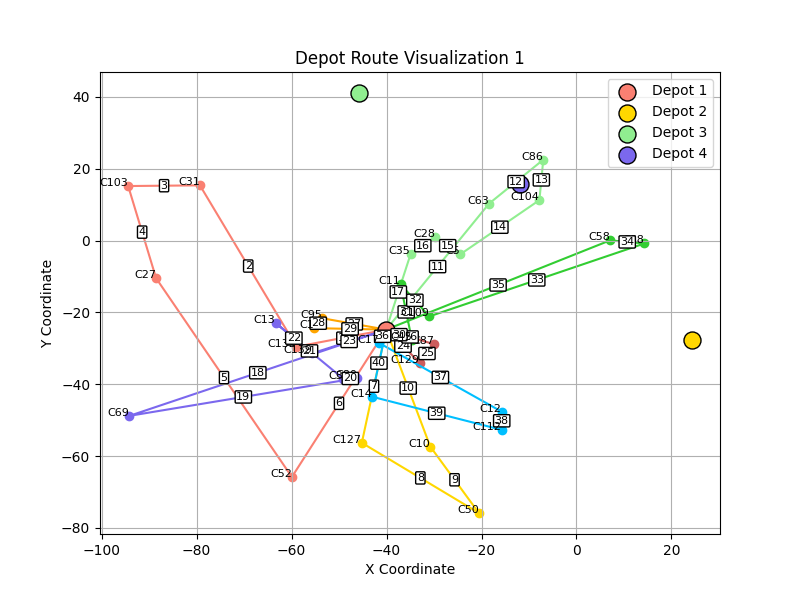 Depot Route Visualization 1
Depot 1
Depot 2
Depot 3
Depot 4
40
20
0
−20
−40
−60
−80
−100
−80
−60
−40
−20
0
20
X Coordinate
Y Coordinate
C86
C103
C31
C104
C63
C28
C58
C35
C27
C11
C95
C13
C129
C14
C69
C12
C112
C127
C10
C52
C50
2
3
4
5
6
7
8
9
10
11
12
13
14
15
16
17
18
19
20
21
22
23
24
25
28
29
32
33
34
35
36
37
38
39
40